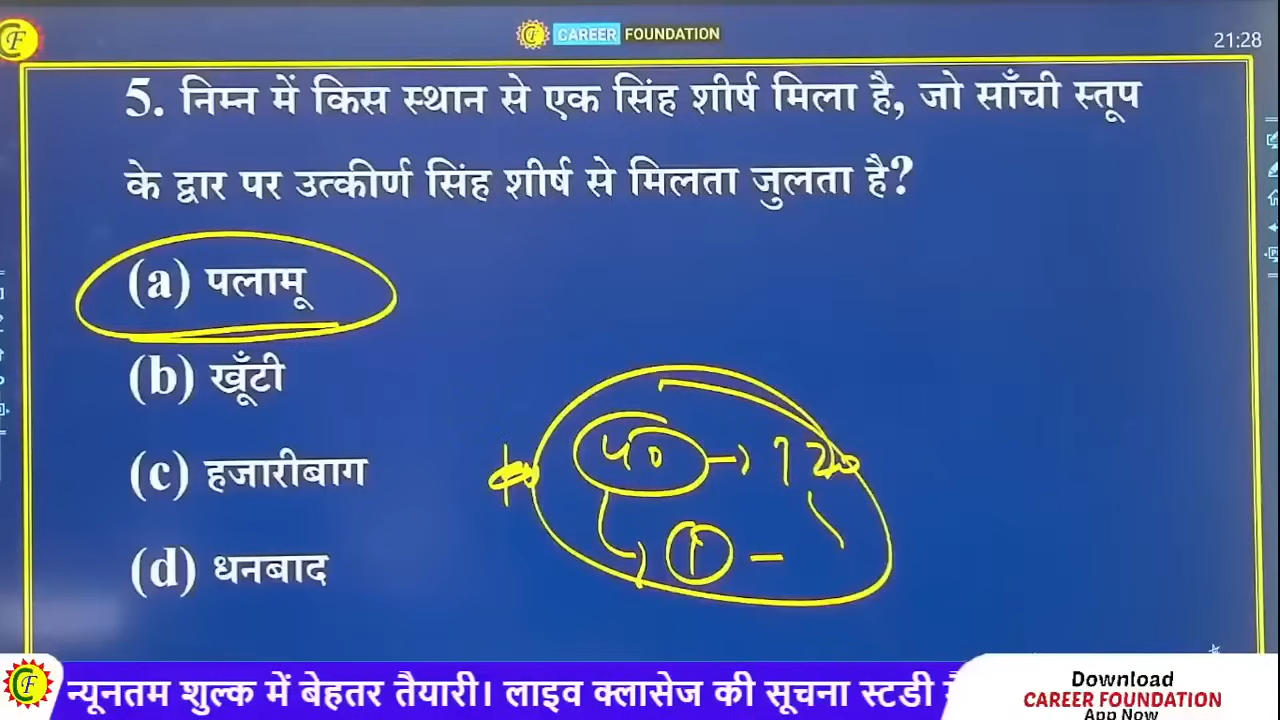 CAREER FOUNDATION
21:28
5. निम्न में किस स्थान से एक सिंह शीर्ष मिला है, जो साँची स्तूप
के द्वार पर उत्कीर्ण सिंह शीर्ष से मिलता जुलता है?
(a) पलामू
(b) खूँटी
(c) हजारीबाग
(d) धनबाद
न्यूनतम शुल्क में बेहतर तैयारी। लाइव क्लासेज की सूचना स्टडी
Download
CAREER FOUNDATION
App Now